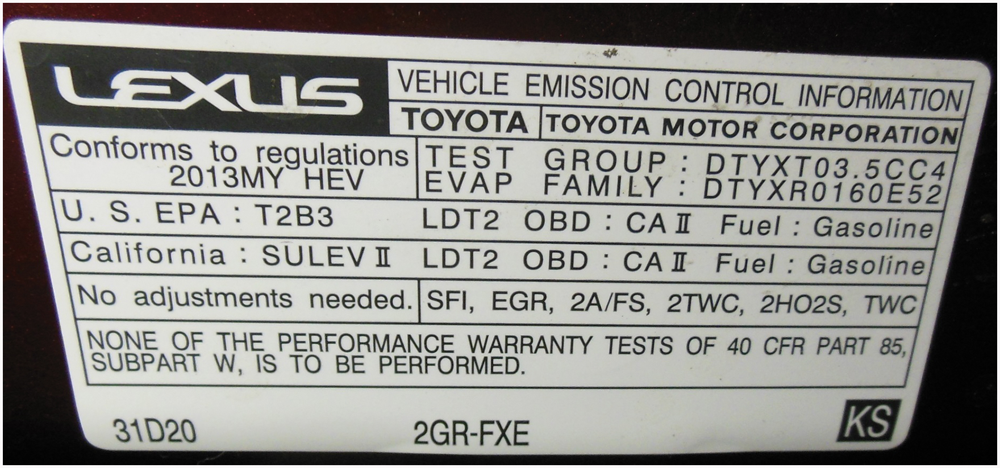 LEXUS
VEHICLE EMISSION CONTROL INFORMATION
TOYOTA TOYOTA MOTOR CORPORATION
Conforms to regulations
2013MY HEV
TEST GROUP : DTYXT03.5CC4
EVAP FAMILY : DTYXR0160E52
U. S. EPA : T2B3 LDT2 OBD : CA II Fuel : Gasoline
California : SULEV II LDT2 OBD : CA II Fuel : Gasoline
No adjustments needed. SFI, EGR, 2A/FS, 2TWC, 2HO2S, TWC
NONE OF THE PERFORMANCE WARRANTY TESTS OF 40 CFR PART 85,
SUBPART W, IS TO BE PERFORMED.
31D20 2GR-FXE KS